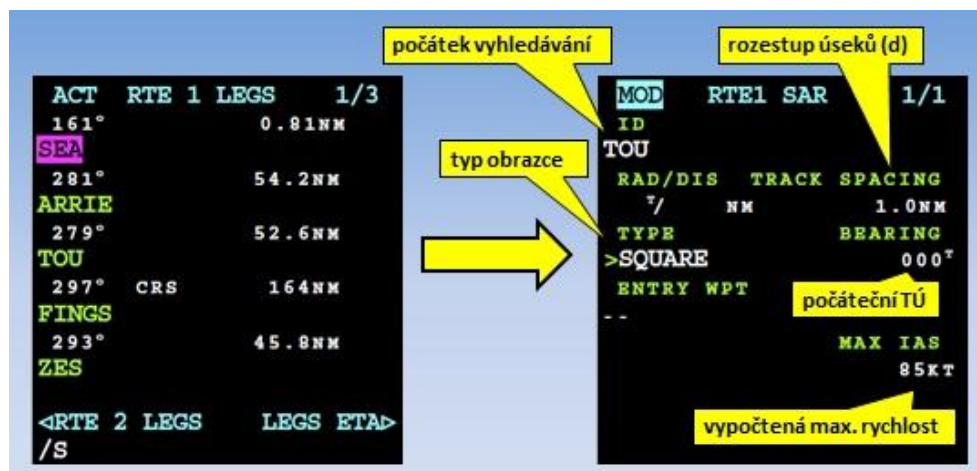 počátek vyhledávání
rozestup úseků (d)
ACT RTE 1 LEGS 1/3
161° 0.81NM
SEA
281° 54.2NM
ARRIE
279° 52.6NM
TOU
297° CRS 164NM
FINGS
293° 45.8NM
ZES
◁RTE 2 LEGS LEGS ETA▷
/S
typ obrazce
MOD RTE1 SAR 1/1
ID
TOU
RAD/DIS TRACK SPACING
T/ NM 1.0NM
TYPE BEARING
>SQUARE 000T
ENTRY WPT
--
počáteční TÚ
MAX IAS
85KT
vypočtená max. rychlost